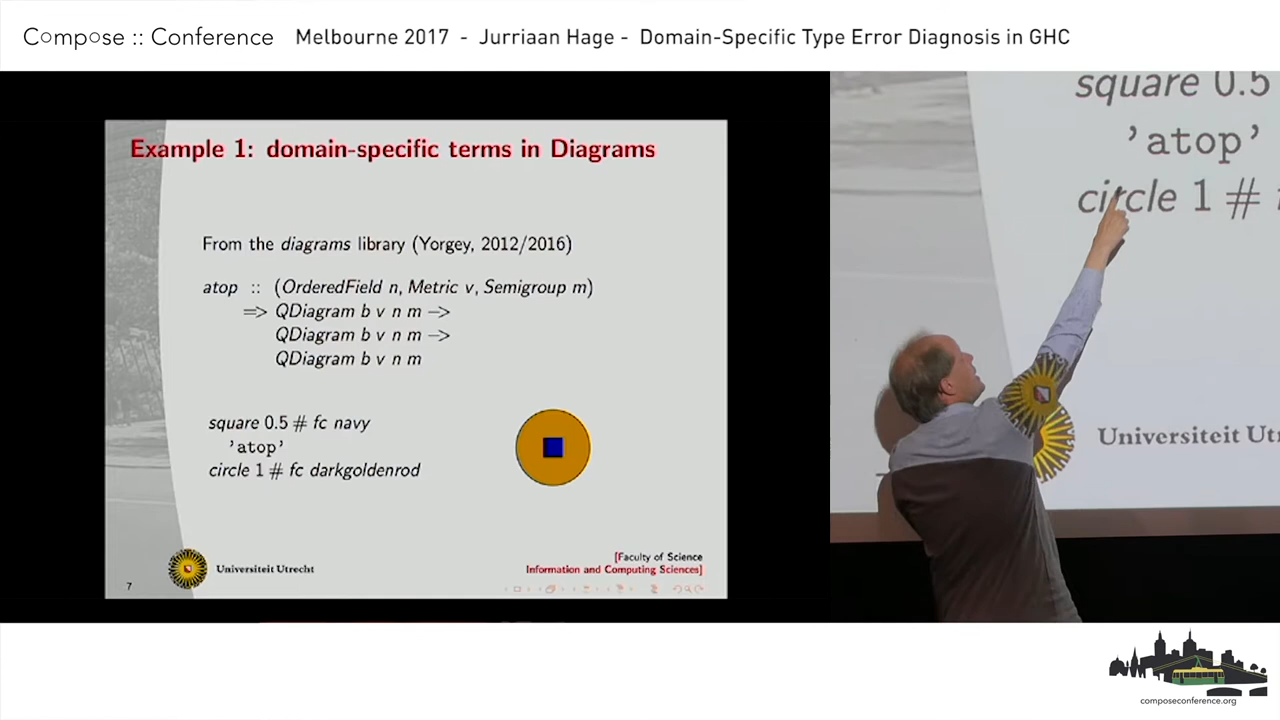 Compose :: Conference Melbourne 2017 - Jurriaan Hage - Domain-Specific Type Error Diagnosis in GHC
Example 1: domain-specific terms in Diagrams
From the diagrams library (Yorgey, 2012/2016)
atop :: (OrderedField n, Metric v, Semigroup m)
=> QDiagram b v n m ->
QDiagram b v n m ->
QDiagram b v n m
square 0.5 # fc navy
'atop'
circle 1 # fc darkgoldenrod
Universiteit Utrecht
[Faculty of Science
Information and Computing Sciences]
7
square 0.5
'atop'
circle 1 #
Universiteit Ut
composeconference.org